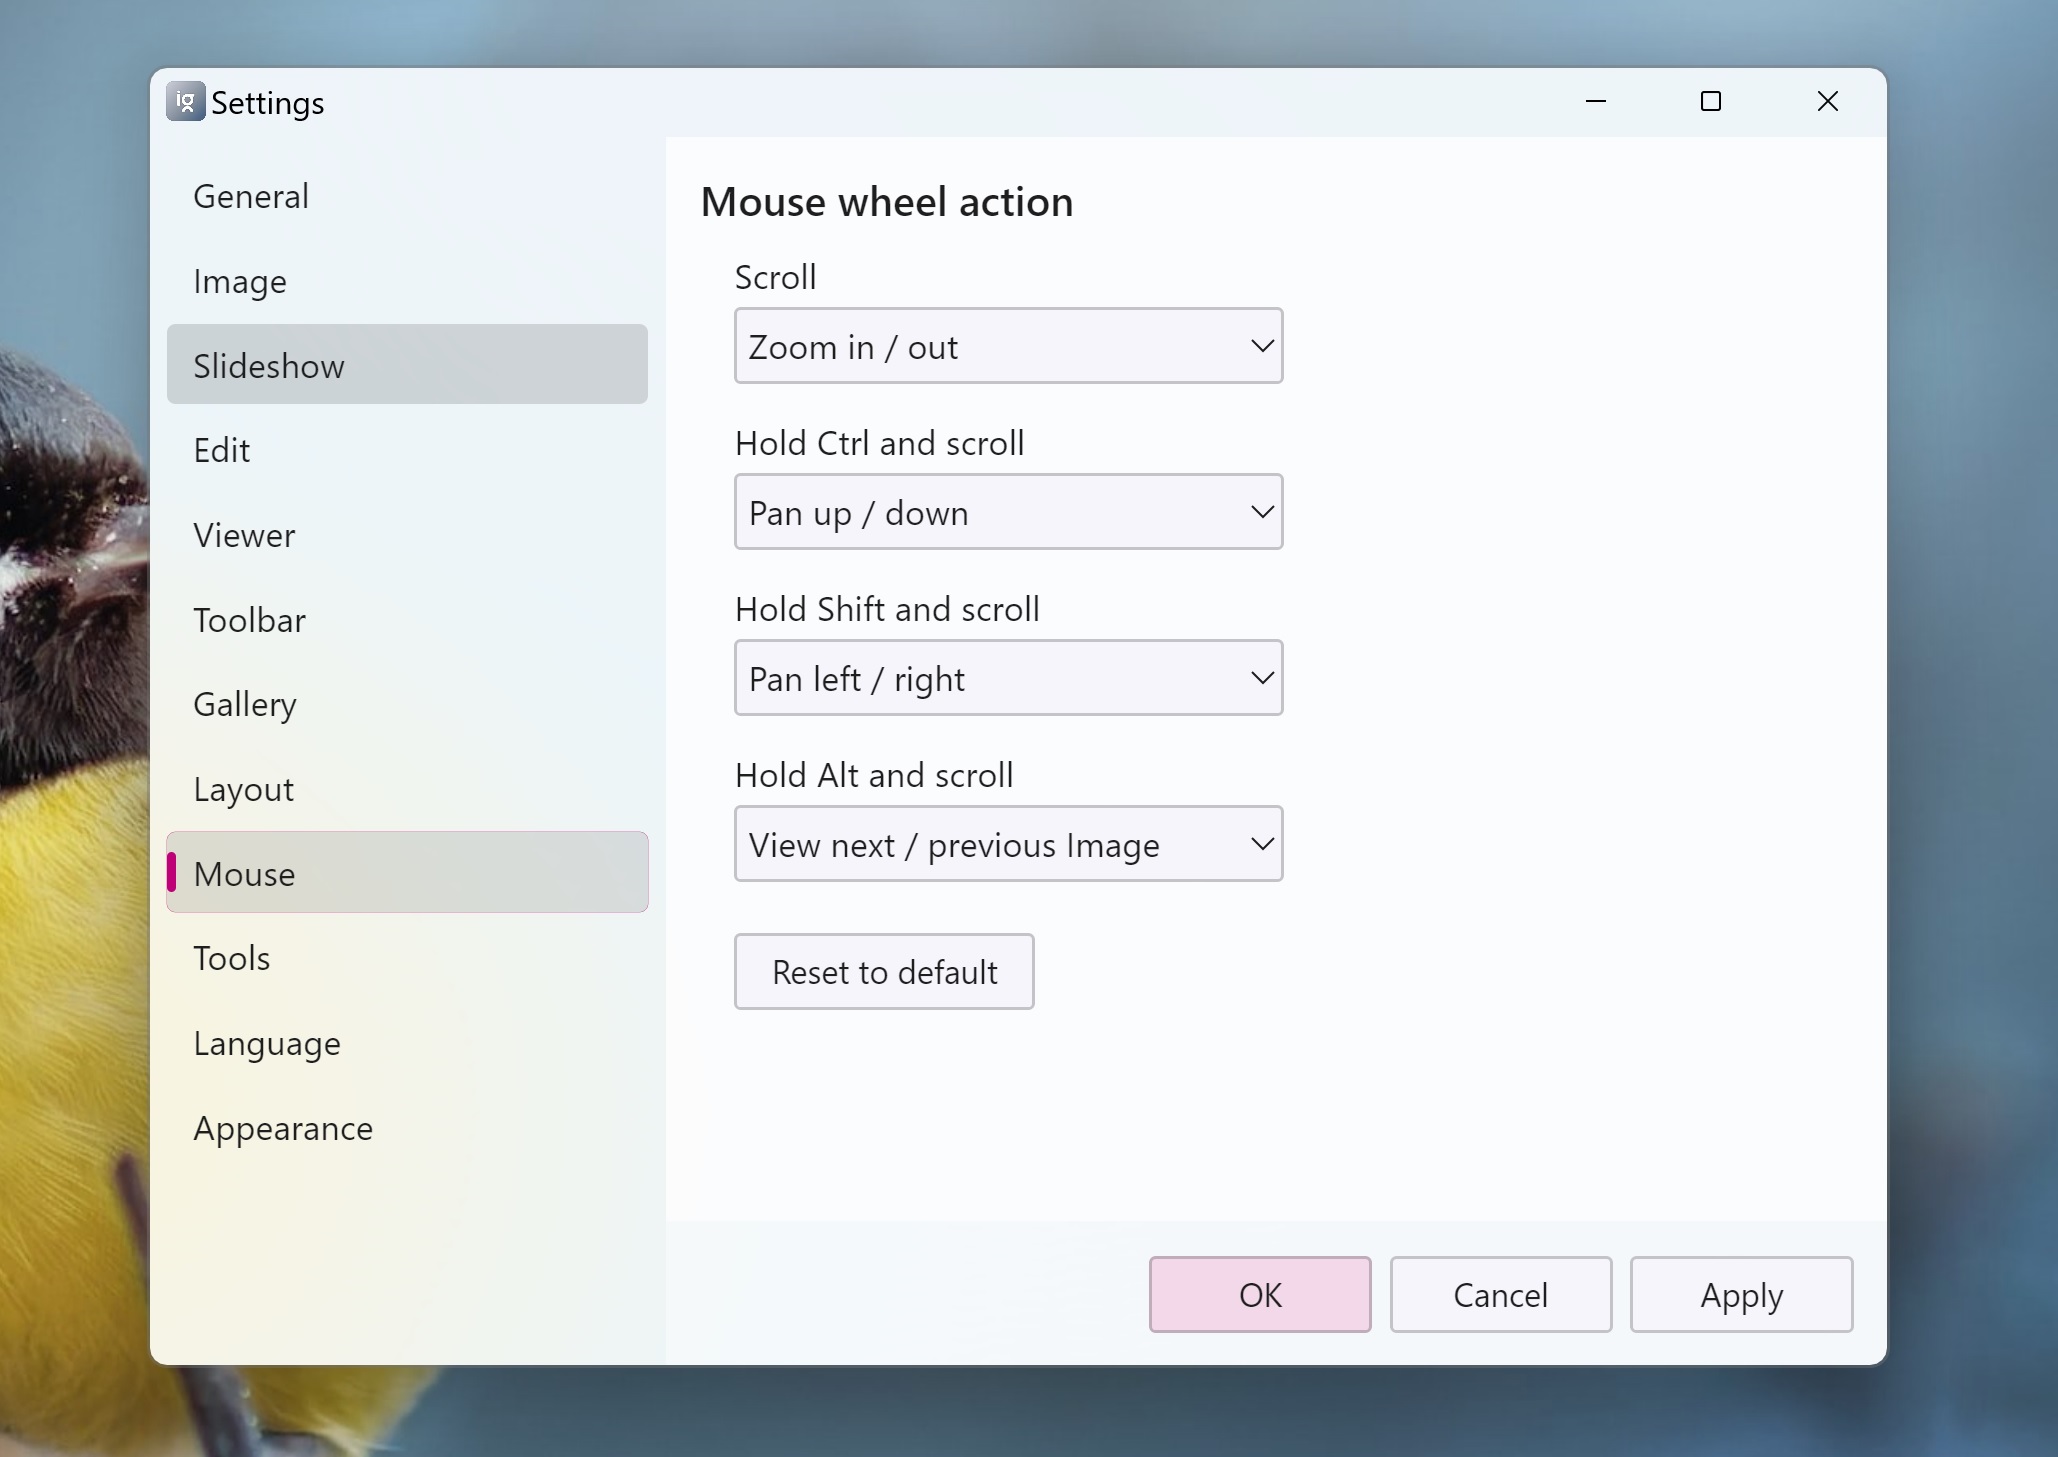 ig Settings
General
Image
Slideshow
Edit
Viewer
Toolbar
Gallery
Layout
Mouse
Tools
Language
Appearance
Mouse wheel action
Scroll
Zoom in / out
Hold Ctrl and scroll
Pan up / down
Hold Shift and scroll
Pan left / right
Hold Alt and scroll
View next / previous Image
Reset to default
OK
Cancel
Apply